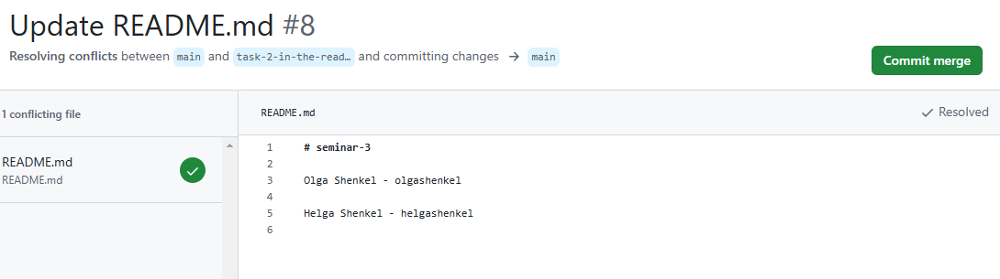 Update README.md #8
Resolving conflicts between main and task-2-in-the-read… and committing changes → main
Commit merge
1 conflicting file
README.md
README.md
README.md
Resolved
1 # seminar-3
2
3 Olga Shenkel - olgashenkel
4
5 Helga Shenkel - helgashenkel
6